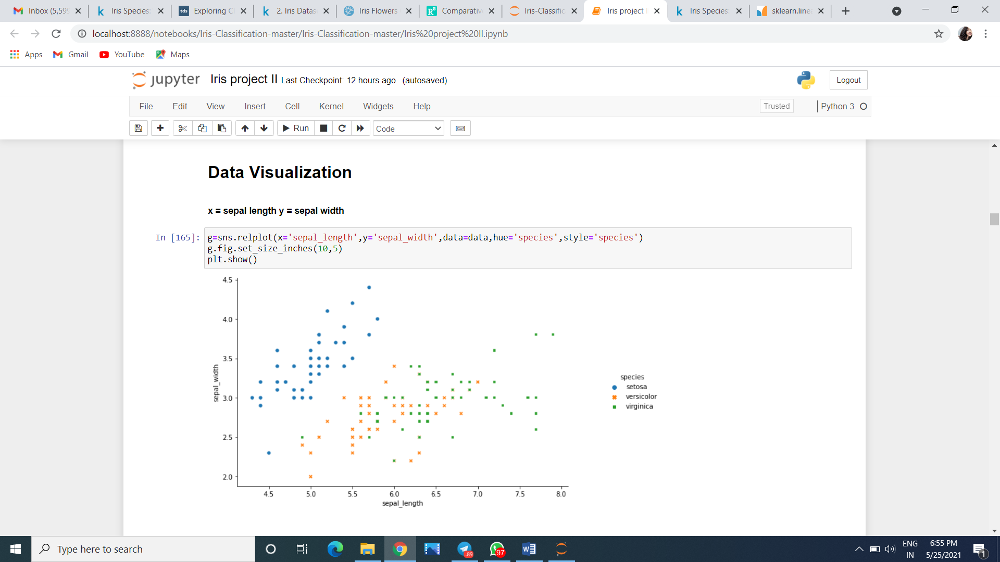 Inbox (5,599
Iris Species:
tds
Exploring Cl
2. Iris Datas
Iris Flowers
Comparativ
Iris-Classific
Iris project I
Iris Species:
sklearn.line
localhost:8888/notebooks/Iris-Classification-master/Iris-Classification-master/Iris%20project%20II.ipynb
Apps
Gmail
YouTube
Maps
jupyter
Iris project II
Last Checkpoint: 12 hours ago
(autosaved)
Logout
File
Edit
View
Insert
Cell
Kernel
Widgets
Help
Trusted
Python 3
Run
Code
Data Visualization
x = sepal length y = sepal width
In [165]:
g=sns.relplot(x='sepal_length',y='sepal_width',data=data,hue='species',style='species')
g.fig.set_size_inches(10,5)
plt.show()
4.5
4.0
3.5
3.0
2.5
2.0
sepal_width
4.5
5.0
5.5
6.0
6.5
7.0
7.5
8.0
sepal_length
species
setosa
versicolor
virginica
Type here to search
..89
97
ENG
IN
6:55 PM
5/25/2021
1